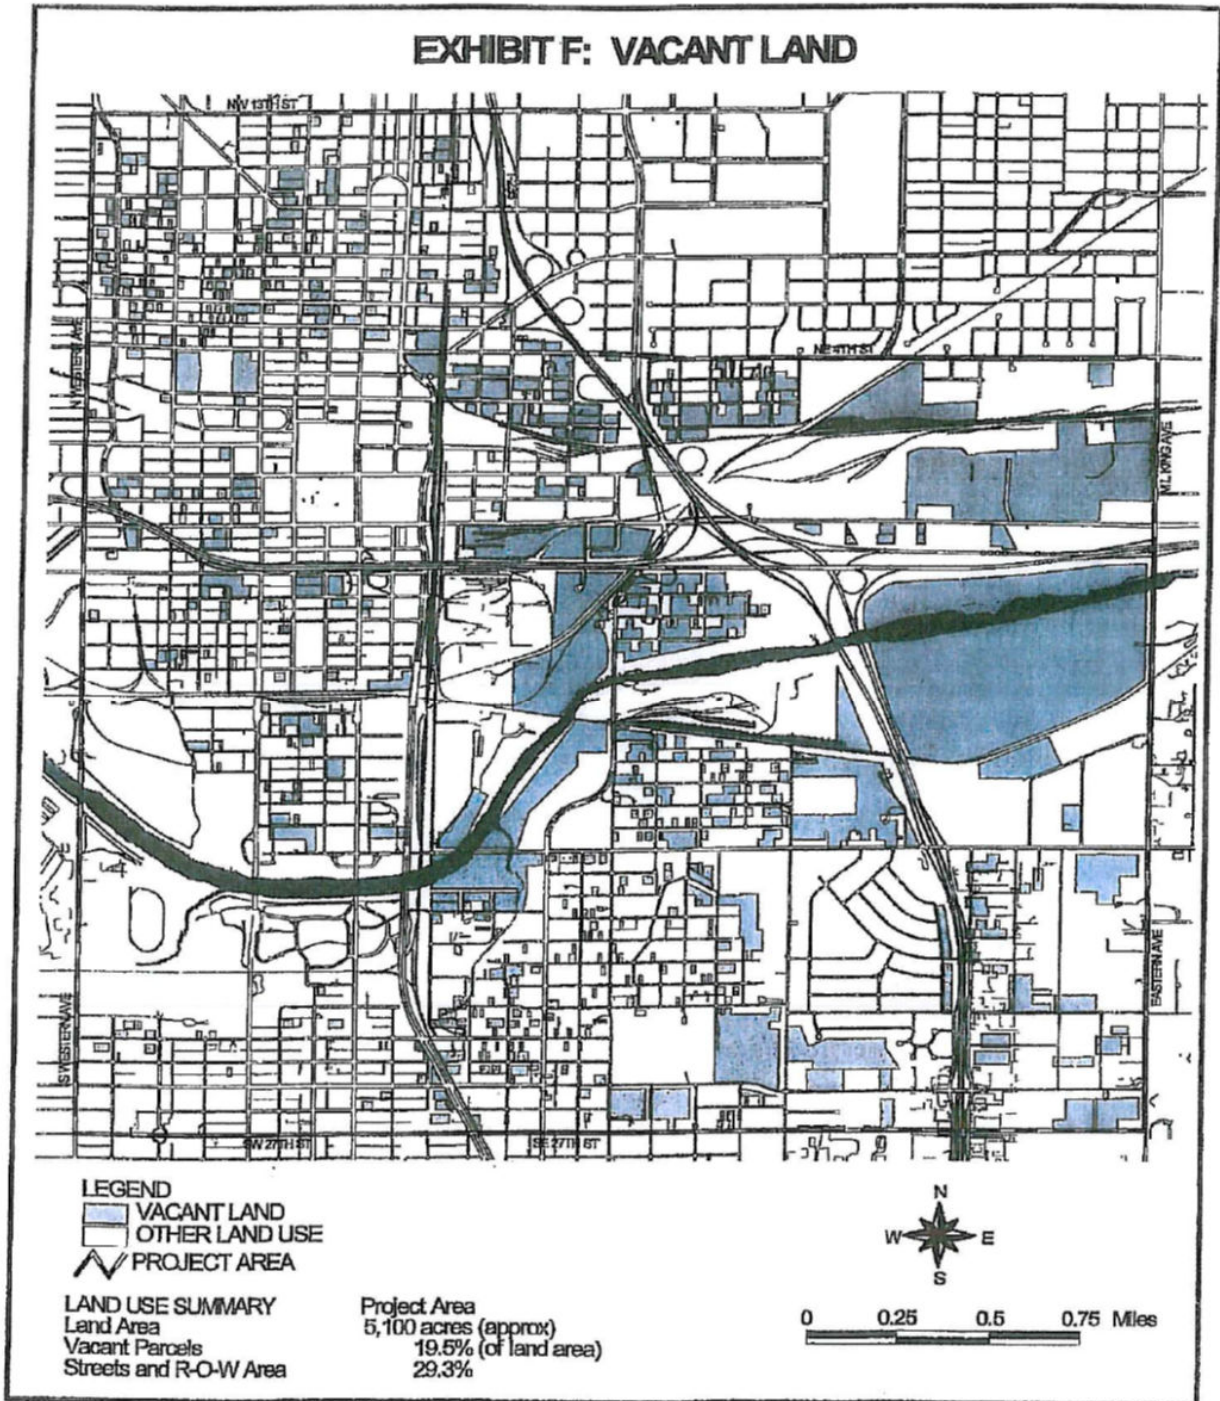 EXHIBIT F: VACANT LAND
NW 13TH ST
N WESTERN AVE
NE 4TH ST
M L KING AVE
EASTERN AVE
S WESTERN AVE
SW 27TH ST
SE 27TH ST
LEGEND
VACANT LAND
OTHER LAND USE
PROJECT AREA
N
W E
S
LAND USE SUMMARY Project Area
Land Area 5,100 acres (approx)
Vacant Parcels 19.5% (of land area)
Streets and R-O-W Area 29.3%
0 0.25 0.5 0.75 Miles